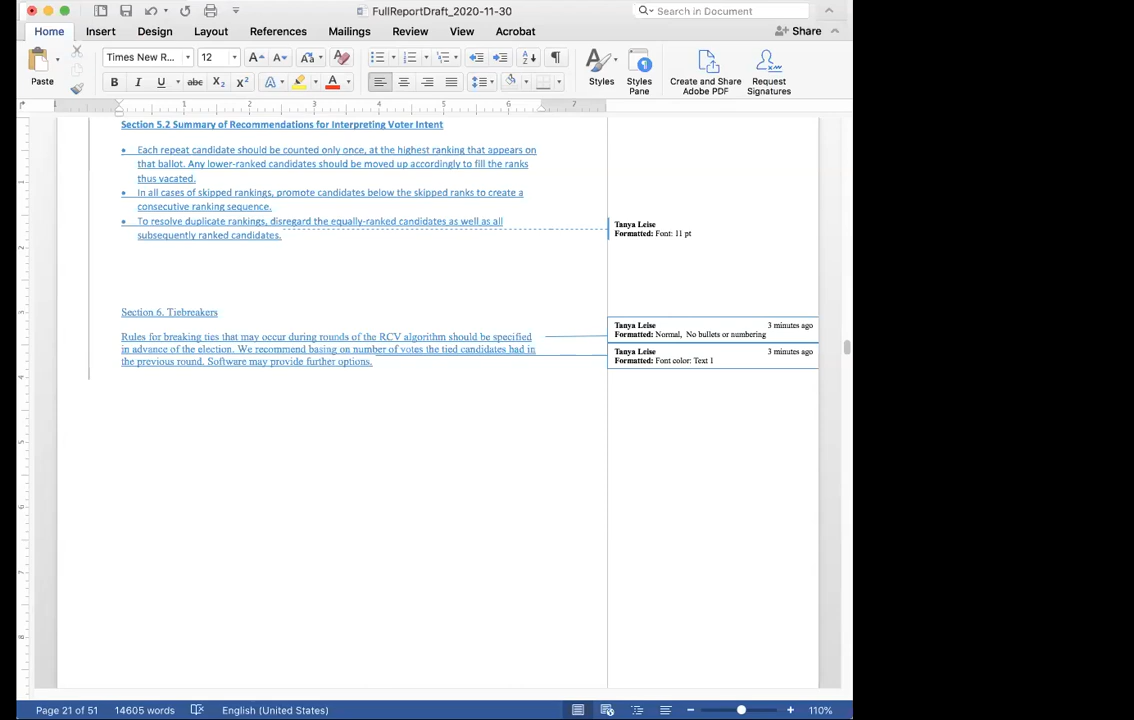 FullReportDraft_2020-11-30
Search in Document
Home Insert Design Layout References Mailings Review View Acrobat Share
Paste
Times New R... 12
Styles
Styles Pane
Create and Share Adobe PDF
Request Signatures
Section 5.2 Summary of Recommendations for Interpreting Voter Intent
• Each repeat candidate should be counted only once, at the highest ranking that appears on
that ballot. Any lower-ranked candidates should be moved up accordingly to fill the ranks
thus vacated.
• In all cases of skipped rankings, promote candidates below the skipped ranks to create a
consecutive ranking sequence.
• To resolve duplicate rankings, disregard the equally-ranked candidates as well as all
subsequently ranked candidates.
Tanya Leise
Formatted: Font: 11 pt
Section 6. Tiebreakers
Rules for breaking ties that may occur during rounds of the RCV algorithm should be specified
in advance of the election. We recommend basing on number of votes the tied candidates had in
the previous round. Software may provide further options.
Tanya Leise 3 minutes ago
Formatted: Normal, No bullets or numbering
Tanya Leise 3 minutes ago
Formatted: Font color: Text 1
Page 21 of 51 14605 words English (United States) 110%